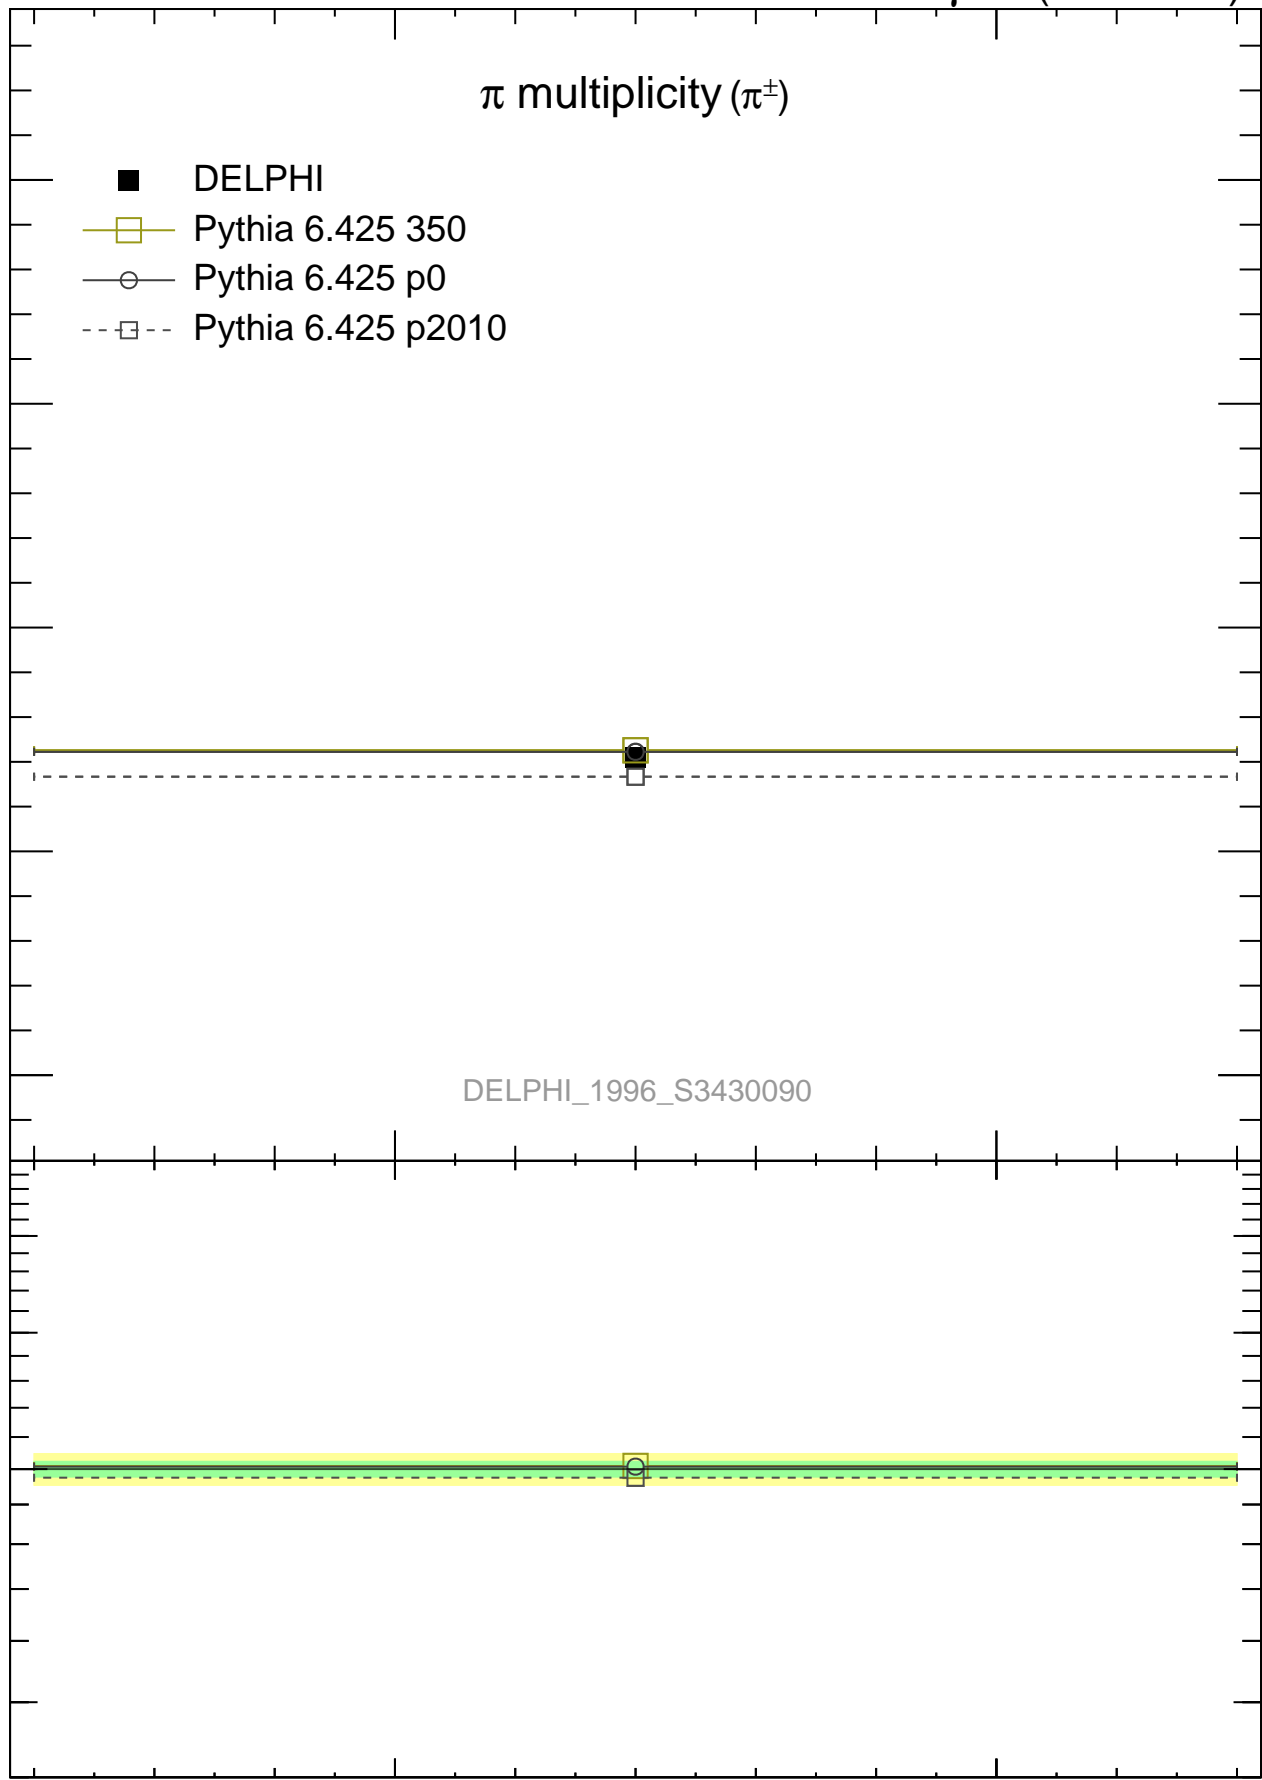 π multiplicity (π±)
DELPHI
Pythia 6.425 350
Pythia 6.425 p0
Pythia 6.425 p2010
DELPHI_1996_S3430090